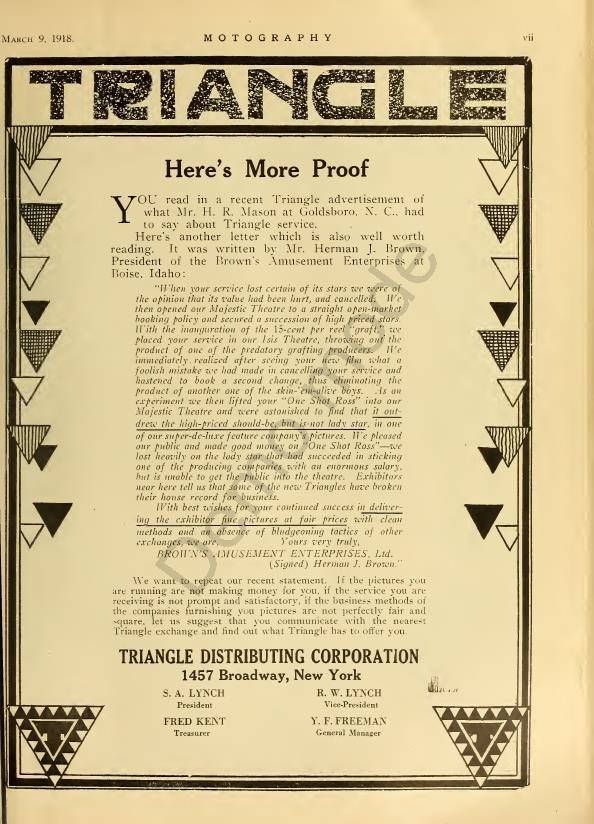 MARCH 9, 1918.
MOTOGRAPHY
vii
TRIANGLE
Here's More Proof
YOU read in a recent Triangle advertisement of
what Mr. H. R. Mason at Goldsboro, N. C., had
to say about Triangle service.
Here's another letter which is also well worth
reading. It was written by Mr. Herman J. Brown,
President of the Brown's Amusement Enterprises at
Boise, Idaho:
"When your service lost certain of its stars we were of
the opinion that its value had been hurt, and cancelled. We
then opened our Majestic Theatre to a straight open-market
booking policy and secured a succession of high priced stars.
With the inauguration of the 15-cent per reel "graft," we
placed your service in our Isis Theatre, throwing out the
product of one of the predatory grafting producers. We
immediately realized after seeing your new film what a
foolish mistake we had made in cancelling your service and
hastened to book a second change, thus eliminating the
product of another one of the skin-'em-alive boys. As an
experiment we then lifted your "One Shot Ross" into our
Majestic Theatre and were astonished to find that it out-
drew the high-priced should-be-but-is-not lady star, in one
of our super-de-luxe feature company's pictures. We pleased
our public and made good money on "One Shot Ross"—we
lost heavily on the lady star that had succeeded in sticking
one of the producing companies with an enormous salary,
but is unable to get the public into the theatre. Exhibitors
near here tell us that some of the new Triangles have broken
their house record for business.
With best wishes for your continued success in deliver-
ing the exhibitor fine pictures at fair prices with clean
methods and an absence of bludgeoning tactics of other
exchanges, we are, Yours very truly,
BROWN'S AMUSEMENT ENTERPRISES, Ltd.
(Signed) Herman J. Brown."
We want to repeat our recent statement. If the pictures you
are running are not making money for you, if the service you are
receiving is not prompt and satisfactory, if the business methods of
the companies furnishing you pictures are not perfectly fair and
square, let us suggest that you communicate with the nearest
Triangle exchange and find out what Triangle has to offer you.
TRIANGLE DISTRIBUTING CORPORATION
1457 Broadway, New York
S. A. LYNCH R. W. LYNCH
President Vice-President
FRED KENT Y. F. FREEMAN
Treasurer General Manager
T T
Demo mode